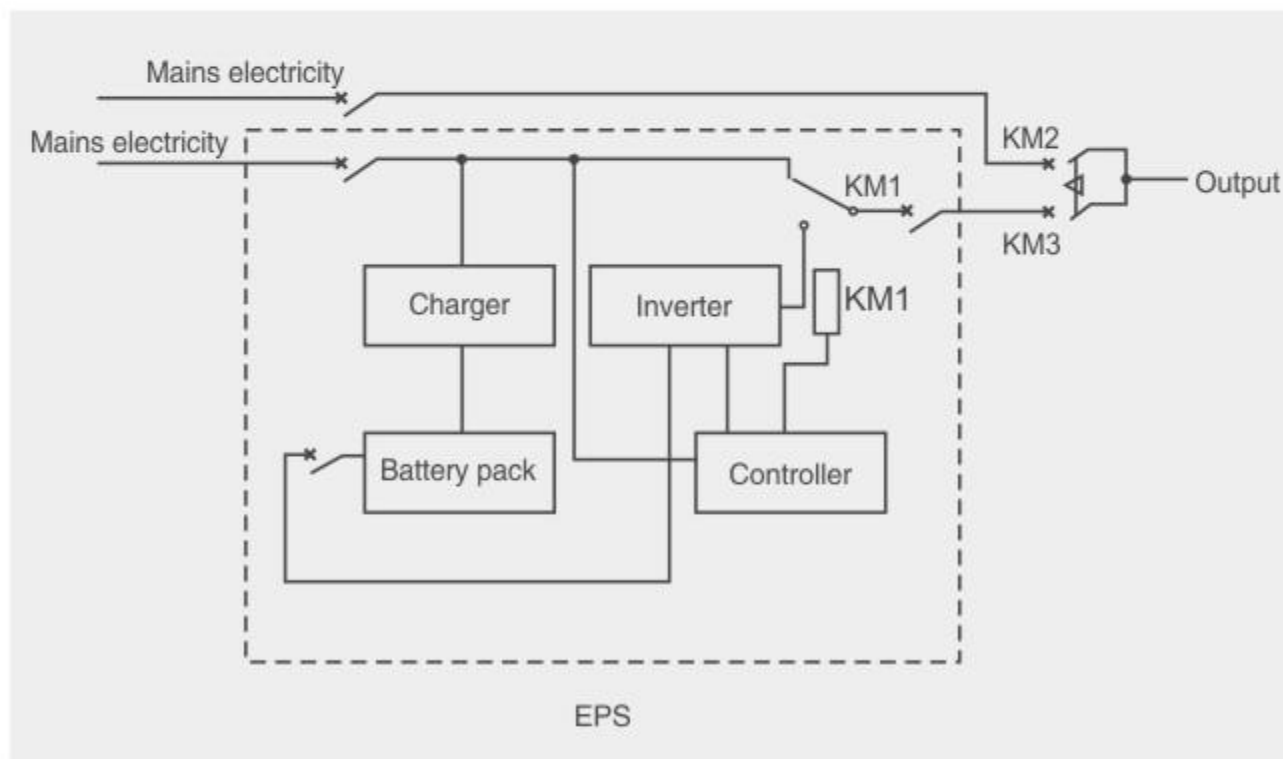 Mains electricity
Mains electricity
KM2
KM1
Output
KM3
Charger
Inverter
KM1
Battery pack
Controller
EPS